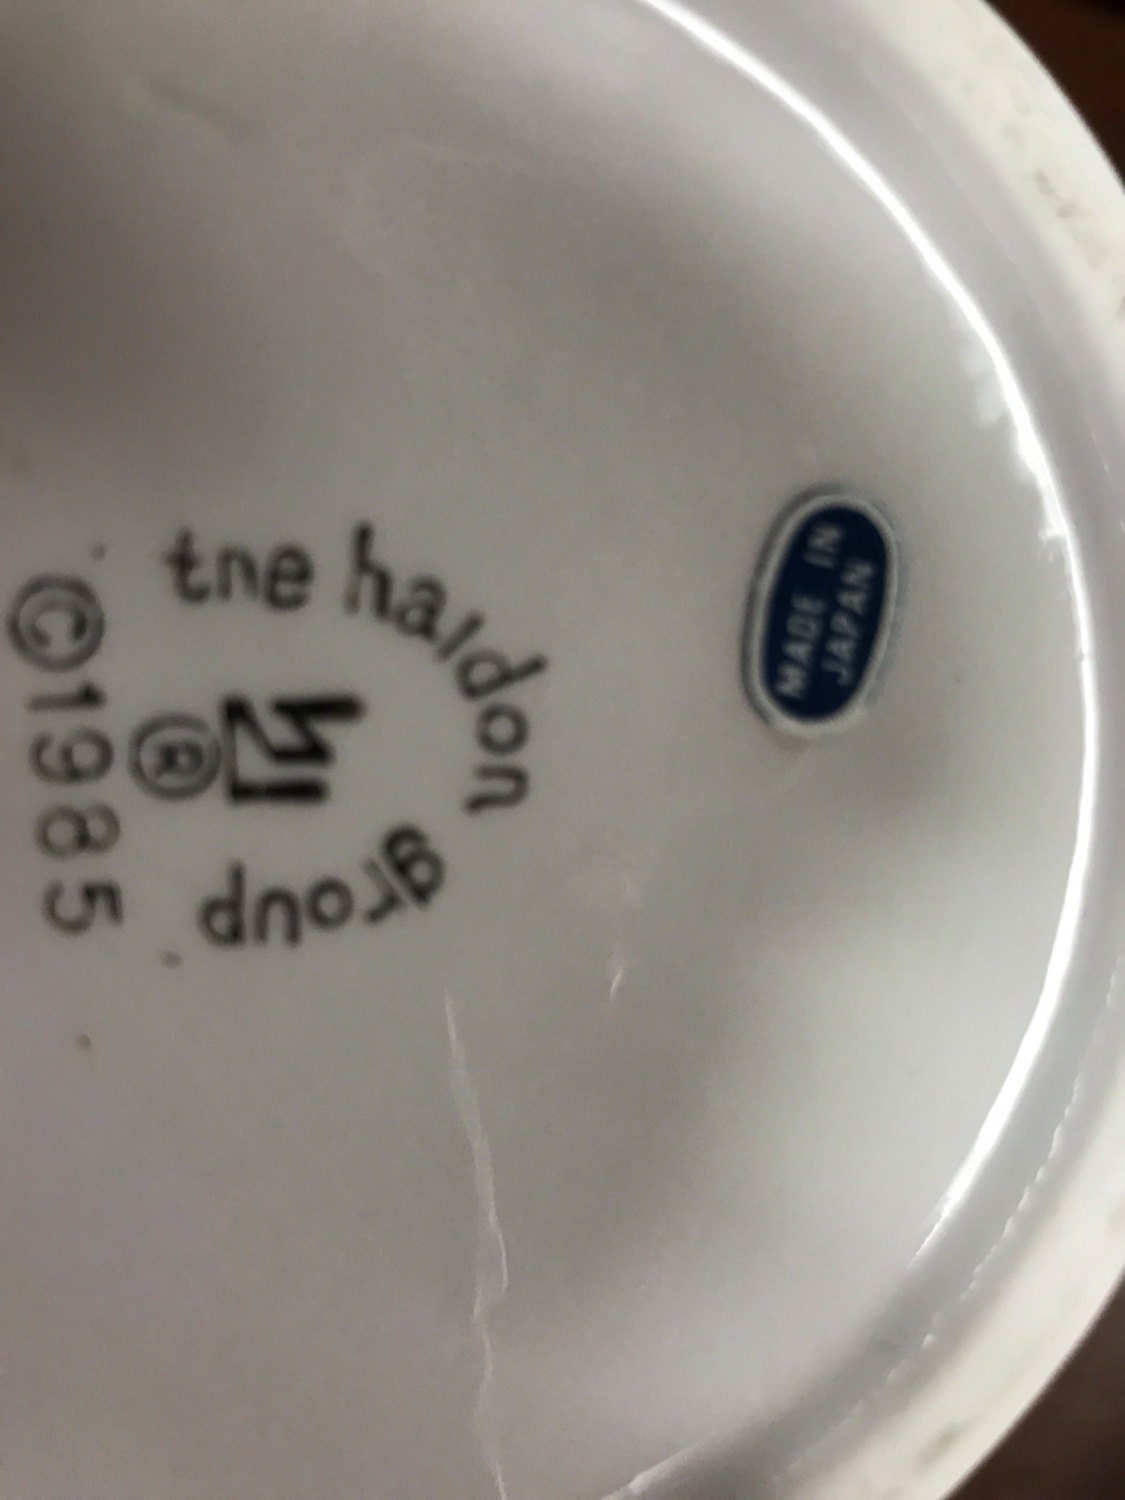 the haldon group
®
©1985
MADE IN
JAPAN